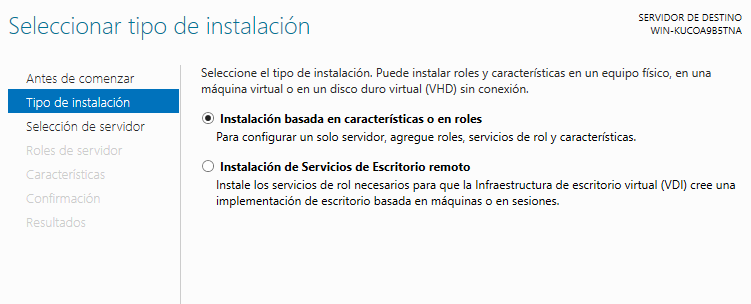 Seleccionar tipo de instalación
SERVIDOR DE DESTINO
WIN-KUCOA9B5TNA
Antes de comenzar
Tipo de instalación
Selección de servidor
Roles de servidor
Características
Confirmación
Resultados
Seleccione el tipo de instalación. Puede instalar roles y características en un equipo físico, en una
máquina virtual o en un disco duro virtual (VHD) sin conexión.
Instalación basada en características o en roles
Para configurar un solo servidor, agregue roles, servicios de rol y características.
Instalación de Servicios de Escritorio remoto
Instale los servicios de rol necesarios para que la Infraestructura de escritorio virtual (VDI) cree una
implementación de escritorio basada en máquinas o en sesiones.